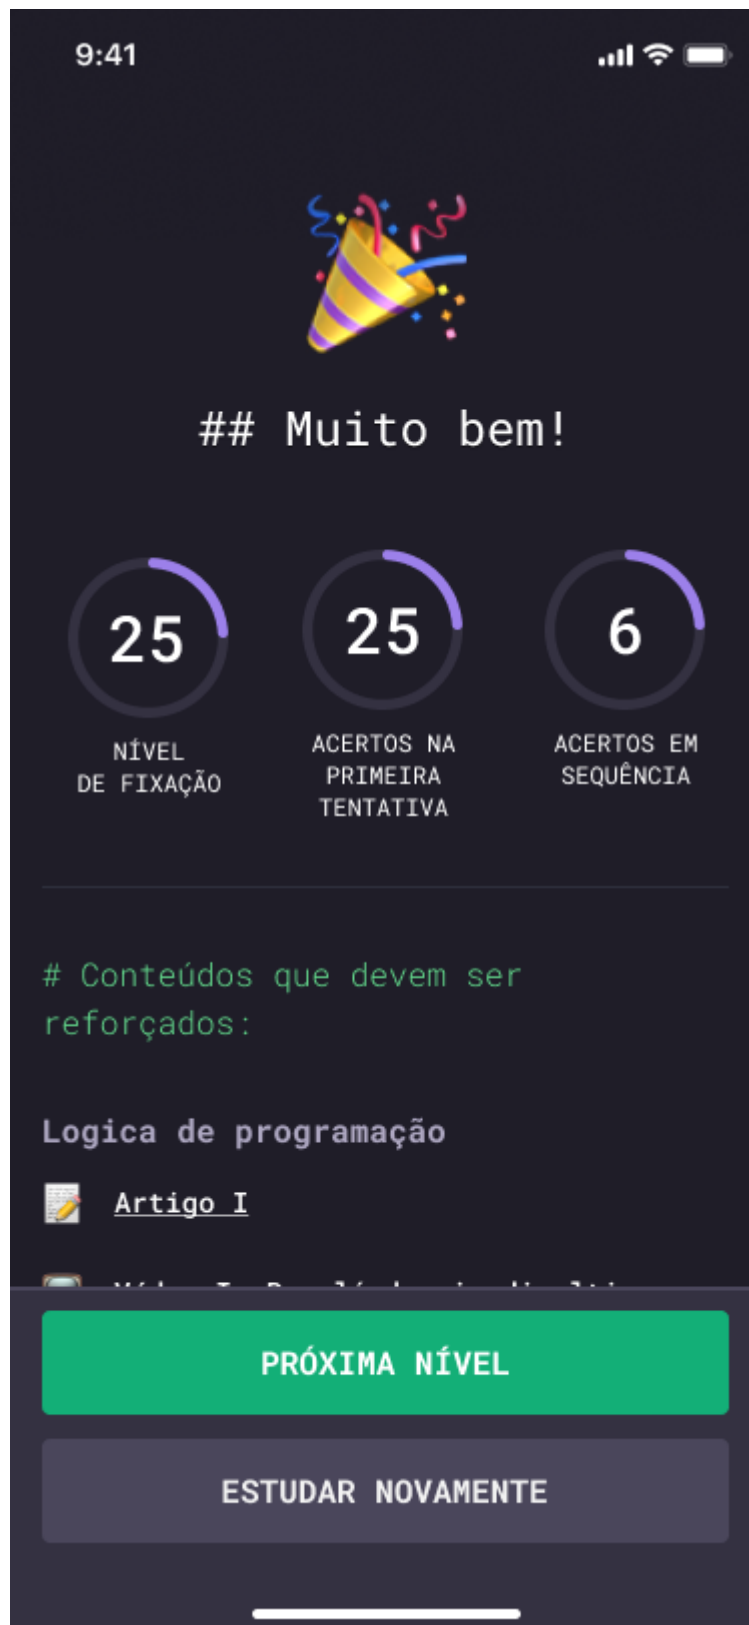 9:41
## Muito bem!
25
25
6
NÍVEL
DE FIXAÇÃO
ACERTOS NA
PRIMEIRA
TENTATIVA
ACERTOS EM
SEQUÊNCIA
# Conteúdos que devem ser
reforçados:
Logica de programação
Artigo I
PRÓXIMA NÍVEL
ESTUDAR NOVAMENTE